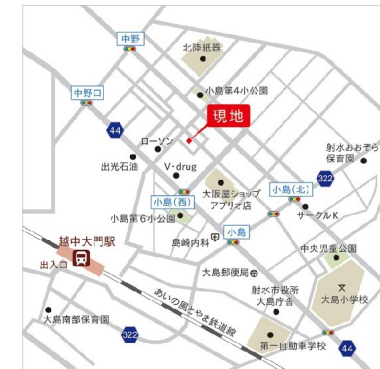 中野
北陸紙器
中野口
小島第4小公園
現地
44
ローソン
射水おおぞら
保育園
出光石油
V・drug
322
小島(西)
大阪屋ショップ
アプリオ店
小島(北)
小島第6小公園
サークルK
越中大門駅
出入口
島崎内科
小島
中央児童公園
大島郵便局
あいの風とやま鉄道線
射水市役所
大島庁舎
大島小学校
大島南部保育園
322
第一自動車学校
44